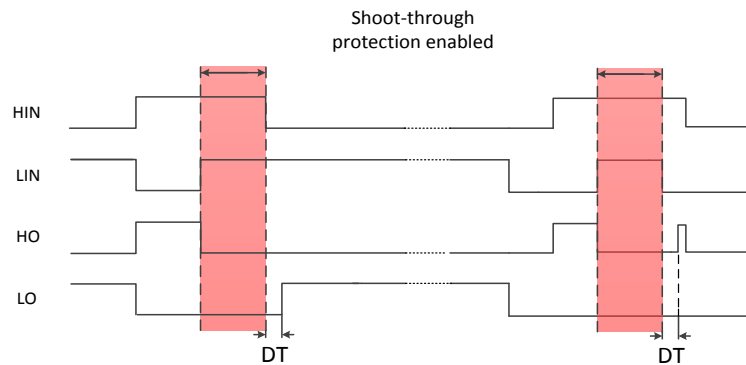 Shoot-through
protection enabled
HIN
LIN
HO
LO
DT
DT